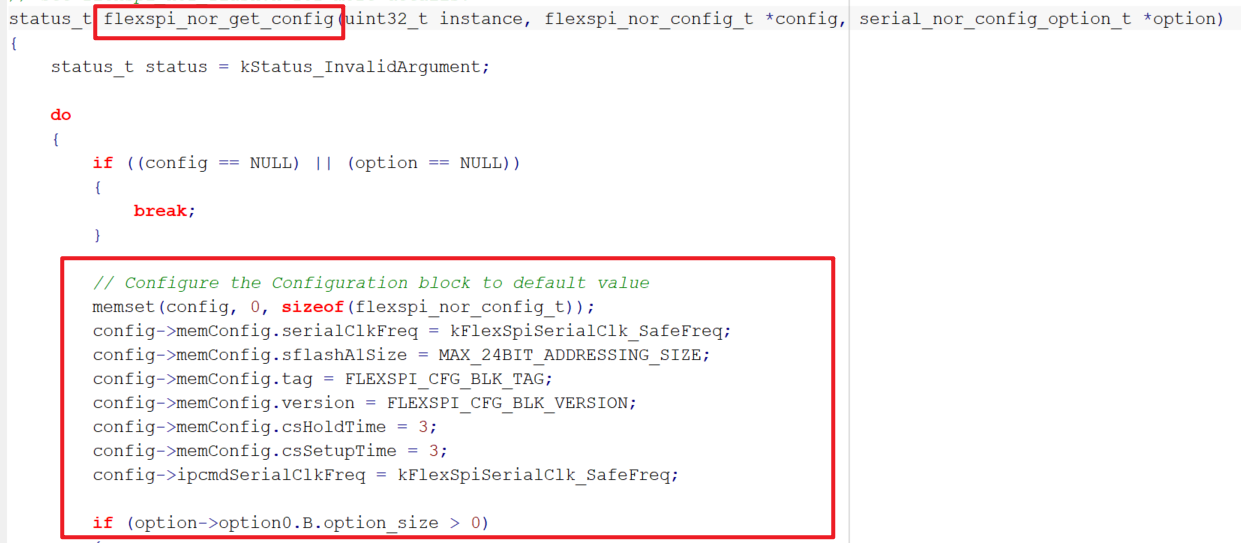 status_t flexspi_nor_get_config(uint32_t instance, flexspi_nor_config_t *config, serial_nor_config_option_t *option)
{
    status_t status = kStatus_InvalidArgument;

    do
    {
        if ((config == NULL) || (option == NULL))
        {
            break;
        }

        // Configure the Configuration block to default value
        memset(config, 0, sizeof(flexspi_nor_config_t));
        config->memConfig.serialClkFreq = kFlexSpiSerialClk_SafeFreq;
        config->memConfig.sflashA1Size = MAX_24BIT_ADDRESSING_SIZE;
        config->memConfig.tag = FLEXSPI_CFG_BLK_TAG;
        config->memConfig.version = FLEXSPI_CFG_BLK_VERSION;
        config->memConfig.csHoldTime = 3;
        config->memConfig.csSetupTime = 3;
        config->ipcmdSerialClkFreq = kFlexSpiSerialClk_SafeFreq;

        if (option->option0.B.option_size > 0)